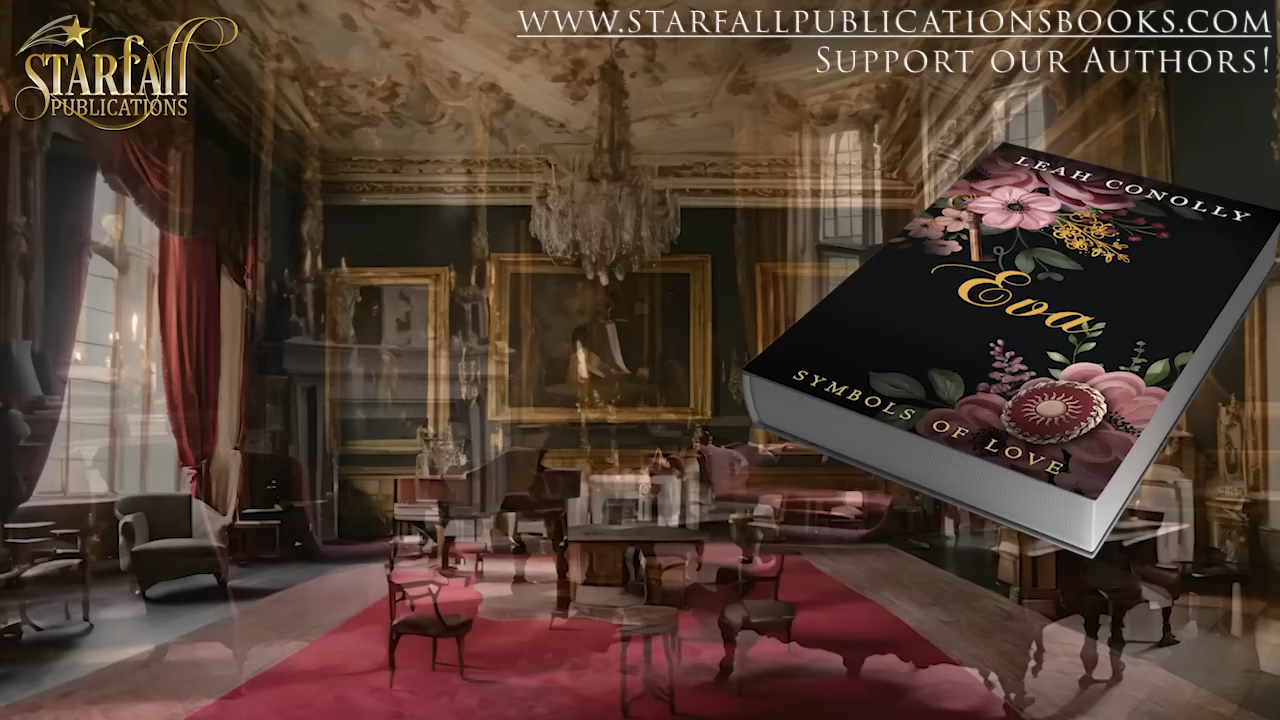 STARfall
PUBLICATIONS
WWW.STARFALLPUBLICATIONSBOOKS.COM
SUPPORT OUR AUTHORS!
LEAH CONOLLY
Eva
SYMBOLS OF LOVE